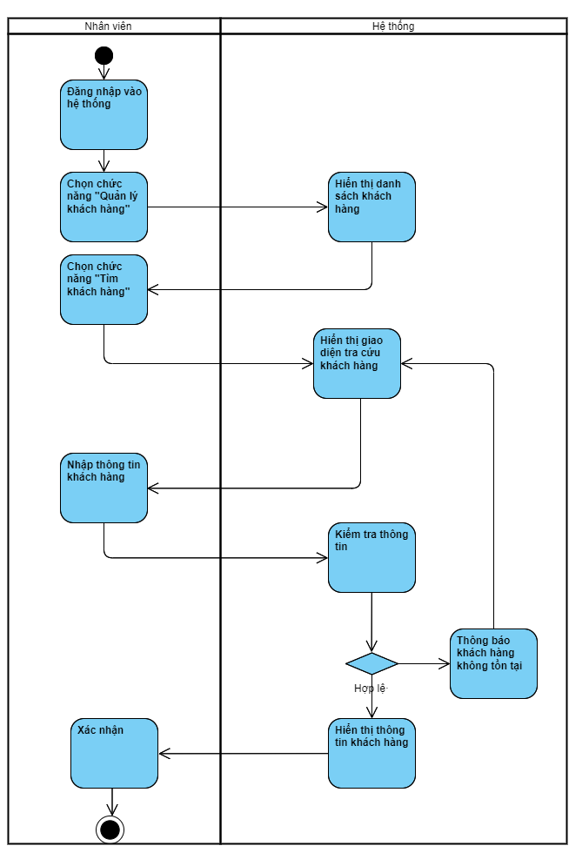 Nhân viên
Hệ thống
Đăng nhập vào
hệ thống
Chọn chức
năng "Quản lý
khách hàng"
Hiển thị danh
sách khách
hàng
Chọn chức
năng "Tìm
khách hàng"
Hiển thị giao
diện tra cứu
khách hàng
Nhập thông tin
khách hàng
Kiểm tra thông
tin
Thông báo
khách hàng
không tồn tại
Hợp lệ
Xác nhận
Hiển thị thông
tin khách hàng